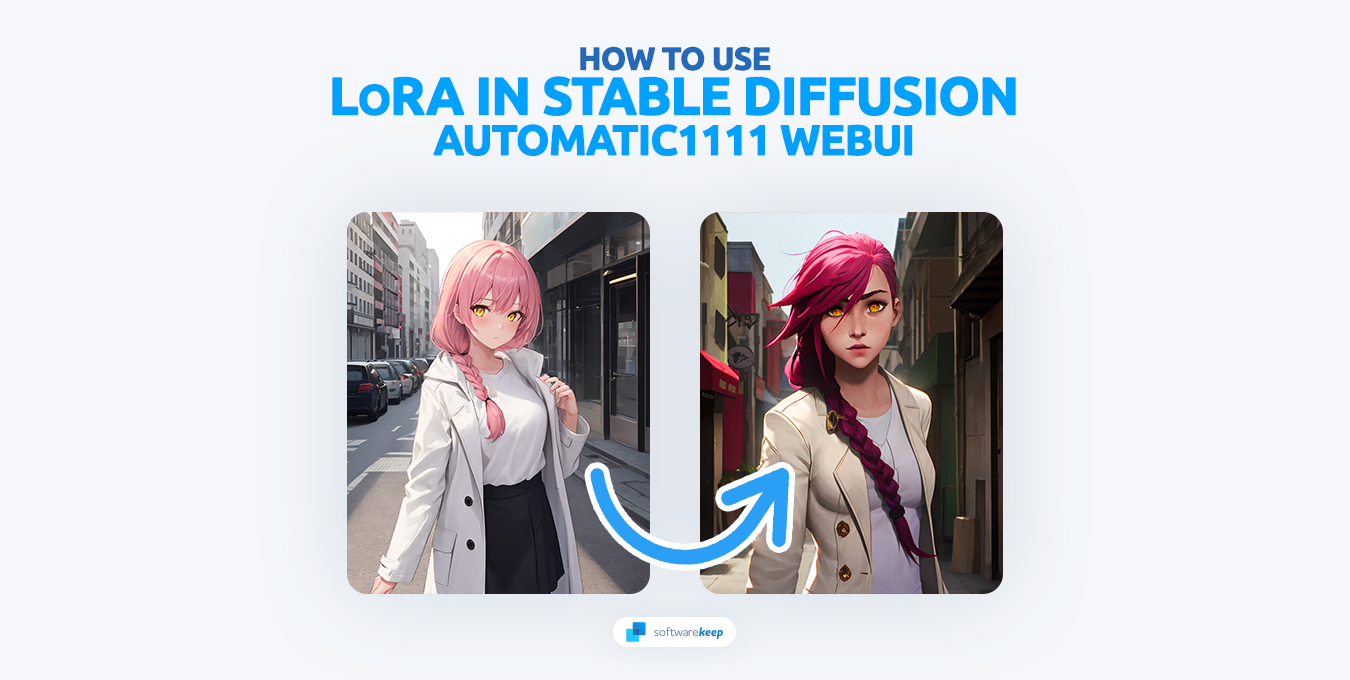 HOW TO USE
LoRA IN STABLE DIFFUSION
AUTOMATIC1111 WEBUI
softwarekeep